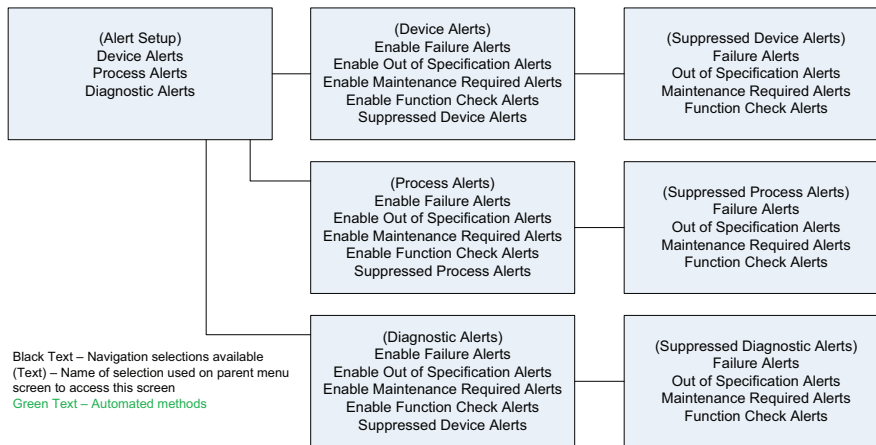 (Alert Setup)
Device Alerts
Process Alerts
Diagnostic Alerts
(Device Alerts)
Enable Failure Alerts
Enable Out of Specification Alerts
Enable Maintenance Required Alerts
Enable Function Check Alerts
Suppressed Device Alerts
(Suppressed Device Alerts)
Failure Alerts
Out of Specification Alerts
Maintenance Required Alerts
Function Check Alerts
(Process Alerts)
Enable Failure Alerts
Enable Out of Specification Alerts
Enable Maintenance Required Alerts
Enable Function Check Alerts
Suppressed Process Alerts
(Suppressed Process Alerts)
Failure Alerts
Out of Specification Alerts
Maintenance Required Alerts
Function Check Alerts
(Diagnostic Alerts)
Enable Failure Alerts
Enable Out of Specification Alerts
Enable Maintenance Required Alerts
Enable Function Check Alerts
Suppressed Device Alerts
(Suppressed Diagnostic Alerts)
Failure Alerts
Out of Specification Alerts
Maintenance Required Alerts
Function Check Alerts
Black Text – Navigation selections available
(Text) – Name of selection used on parent menu
screen to access this screen
Green Text – Automated methods